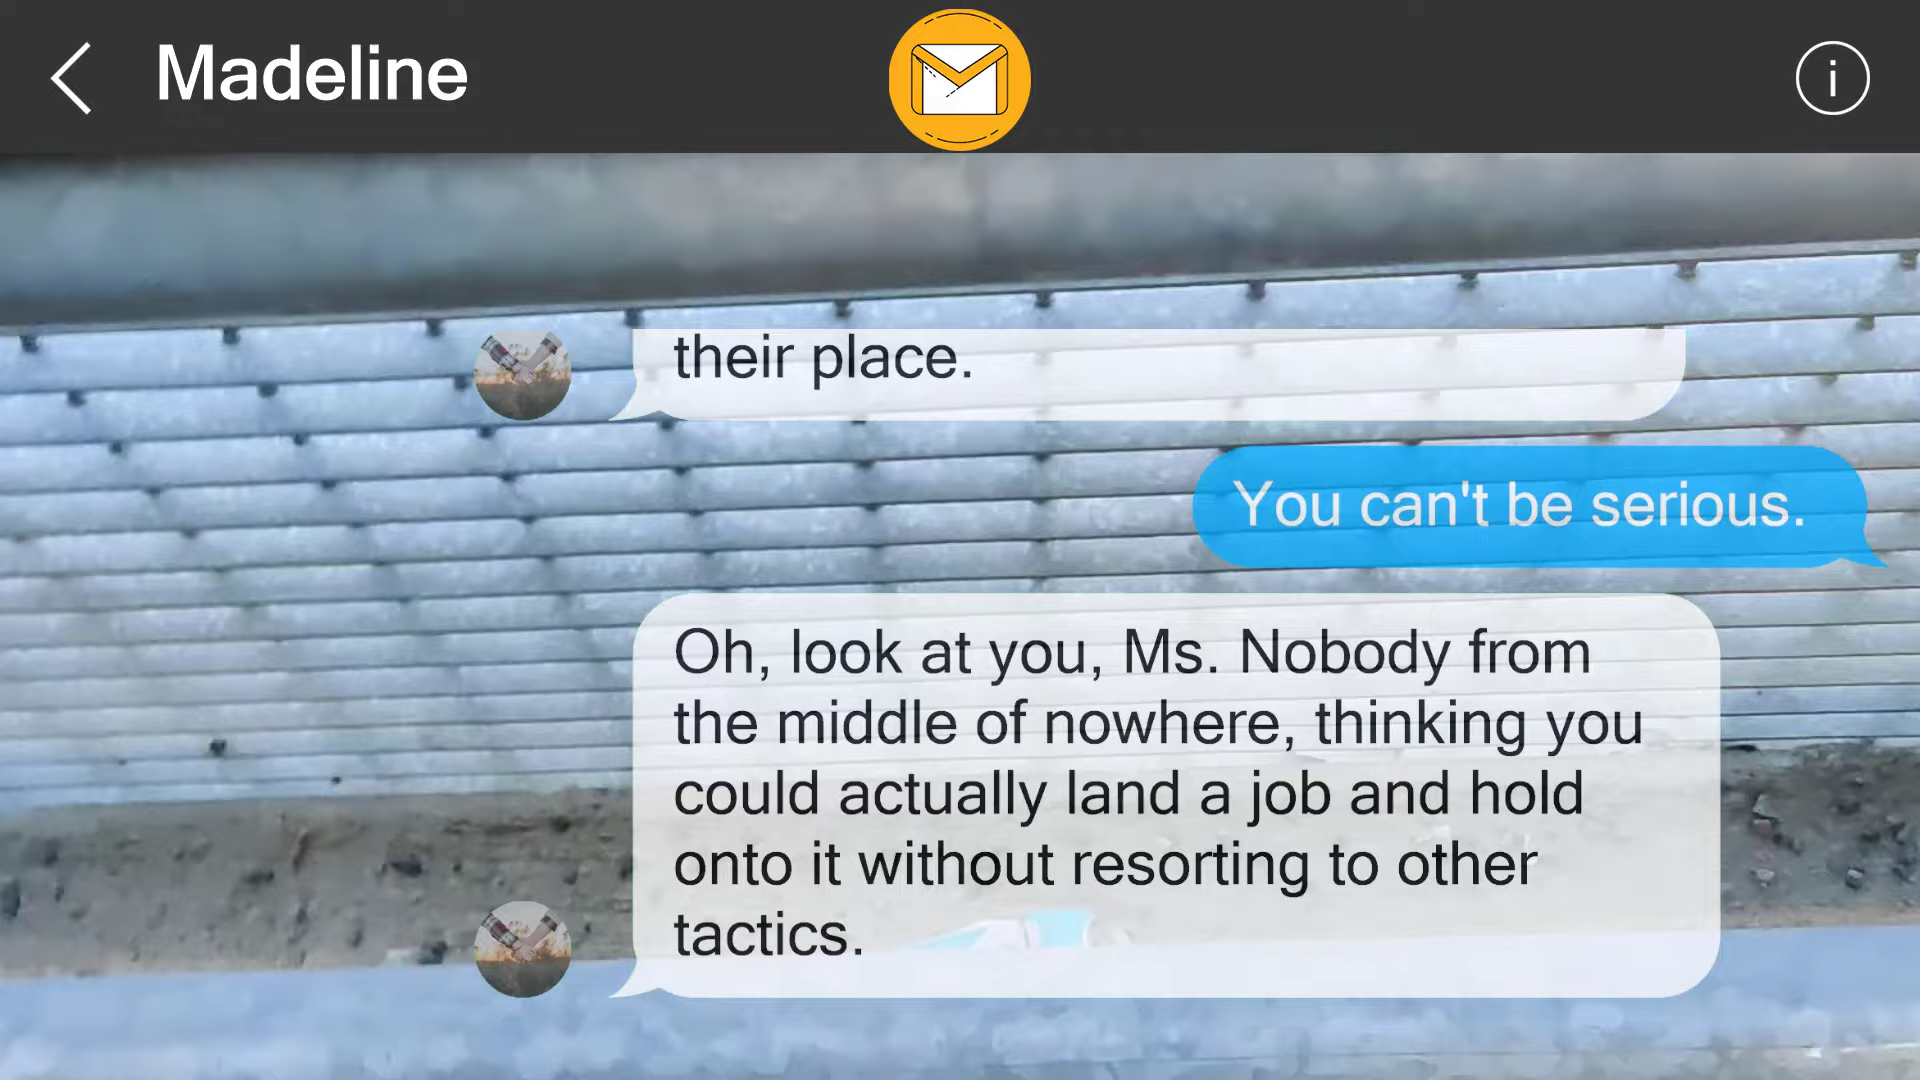 Madeline
i
their place.
You can't be serious.
Oh, look at you, Ms. Nobody from
the middle of nowhere, thinking you
could actually land a job and hold
onto it without resorting to other
tactics.